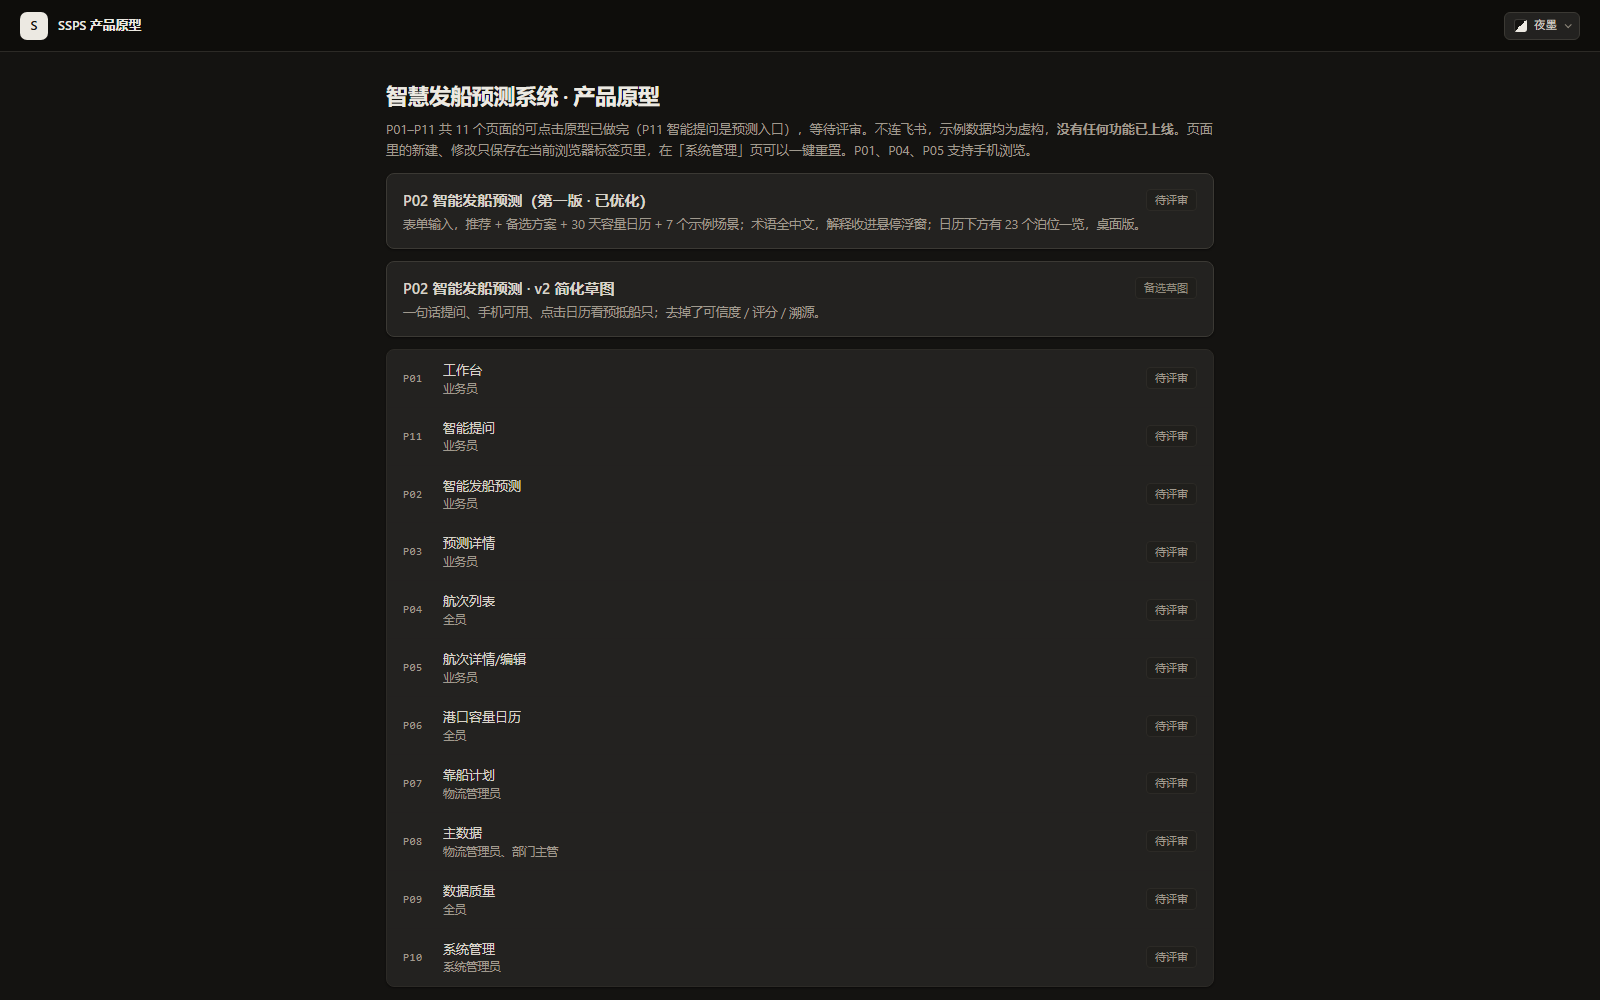 S
SSPS 产品原型
夜墨
智慧发船预测系统 · 产品原型
P01–P11 共 11 个页面的可点击原型已做完（P11 智能提问是预测入口），等待评审。不连飞书，示例数据均为虚构，没有任何功能已上线。页面
里的新建、修改只保存在当前浏览器标签页里，在「系统管理」页可以一键重置。P01、P04、P05 支持手机浏览。
P02 智能发船预测（第一版 · 已优化）
待评审
表单输入，推荐 + 备选方案 + 30 天容量日历 + 7 个示例场景；术语全中文，解释收进悬停浮窗；日历下方有 23 个泊位一览，桌面版。
P02 智能发船预测 · v2 简化草图
备选草图
一句话提问、手机可用、点击日历看预抵船只；去掉了可信度 / 评分 / 溯源。
P01
工作台
业务员
待评审
P11
智能提问
业务员
待评审
P02
智能发船预测
业务员
待评审
P03
预测详情
业务员
待评审
P04
航次列表
全员
待评审
P05
航次详情/编辑
业务员
待评审
P06
港口容量日历
全员
待评审
P07
靠船计划
物流管理员
待评审
P08
主数据
物流管理员、部门主管
待评审
P09
数据质量
全员
待评审
P10
系统管理
系统管理员
待评审